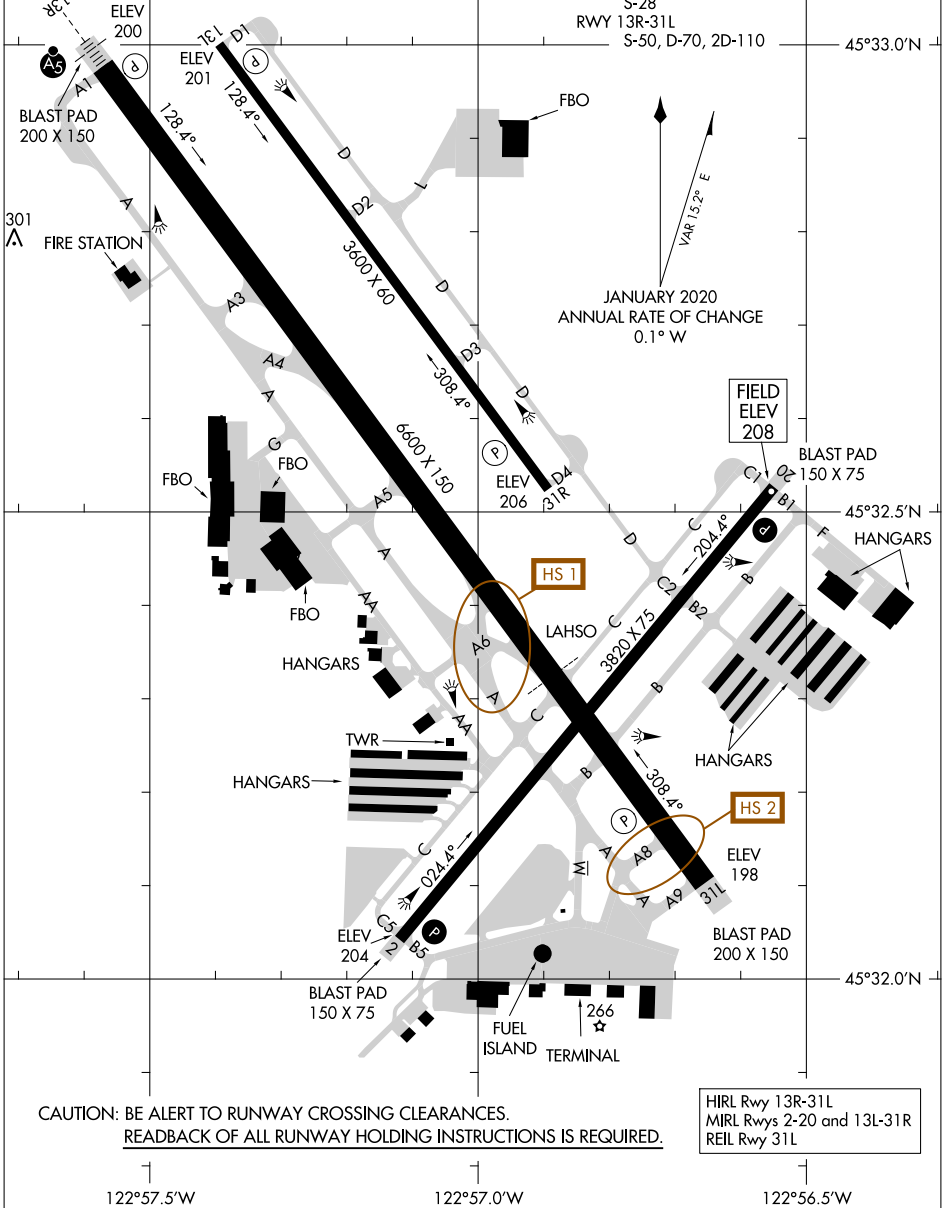 S-28
RWY 13R-31L
S-50, D-70, 2D-110
13R
ELEV
200
A5
P
A1
BLAST PAD
200 X 150
128.4°
13L
D1
ELEV
201
P
128.4°
45°33.0'N
FBO
D
L
D2
VAR 15.2° E
JANUARY 2020
ANNUAL RATE OF CHANGE
0.1° W
301
A
FIRE STATION
3600 X 60
D
A3
D3
308.4°
D
A4
A
G
6600 X 150
FIELD
ELEV
208
BLAST PAD
150 X 75
FBO
FBO
P
ELEV
206
D4
31R
A5
C1
20
B1
45°32.5'N
C
204.4°
P
F
HANGARS
D
A
FBO
HS 1
C2
B
B2
AA
A6
LAHSO
C
3820 X 75
HANGARS
A
B
AA
C
TWR
HANGARS
B
308.4°
HANGARS
HS 2
P
C
024.4°
A
A8
W
ELEV
198
A
A9
31L
C5
2
B5
P
ELEV
204
BLAST PAD
200 X 150
45°32.0'N
BLAST PAD
150 X 75
FUEL
ISLAND
TERMINAL
266
CAUTION: BE ALERT TO RUNWAY CROSSING CLEARANCES.
READBACK OF ALL RUNWAY HOLDING INSTRUCTIONS IS REQUIRED.
HIRL Rwy 13R-31L
MIRL Rwys 2-20 and 13L-31R
REIL Rwy 31L
122°57.5'W
122°57.0'W
122°56.5'W